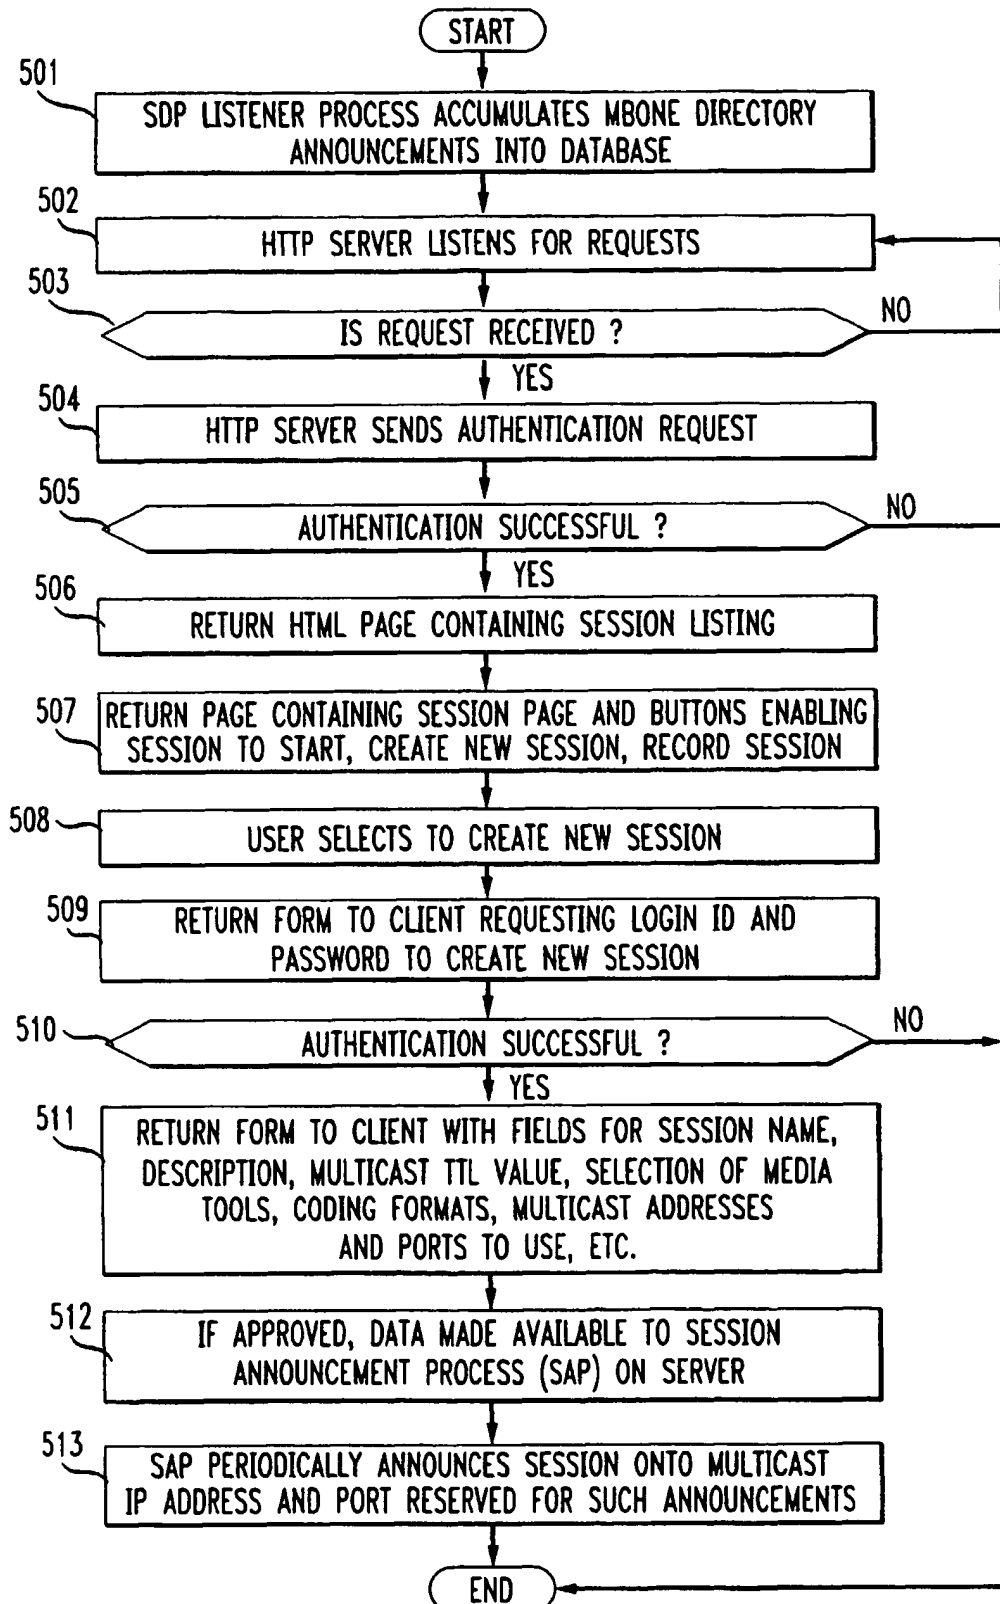 START
501
SDP LISTENER PROCESS ACCUMULATES MBONE DIRECTORY
ANNOUNCEMENTS INTO DATABASE
502
HTTP SERVER LISTENS FOR REQUESTS
503
IS REQUEST RECEIVED ?
NO
YES
504
HTTP SERVER SENDS AUTHENTICATION REQUEST
505
AUTHENTICATION SUCCESSFUL ?
NO
YES
506
RETURN HTML PAGE CONTAINING SESSION LISTING
507
RETURN PAGE CONTAINING SESSION PAGE AND BUTTONS ENABLING
SESSION TO START, CREATE NEW SESSION, RECORD SESSION
508
USER SELECTS TO CREATE NEW SESSION
509
RETURN FORM TO CLIENT REQUESTING LOGIN ID AND
PASSWORD TO CREATE NEW SESSION
510
AUTHENTICATION SUCCESSFUL ?
NO
YES
511
RETURN FORM TO CLIENT WITH FIELDS FOR SESSION NAME,
DESCRIPTION, MULTICAST TTL VALUE, SELECTION OF MEDIA
TOOLS, CODING FORMATS, MULTICAST ADDRESSES
AND PORTS TO USE, ETC.
512
IF APPROVED, DATA MADE AVAILABLE TO SESSION
ANNOUNCEMENT PROCESS (SAP) ON SERVER
513
SAP PERIODICALLY ANNOUNCES SESSION ONTO MULTICAST
IP ADDRESS AND PORT RESERVED FOR SUCH ANNOUNCEMENTS
END